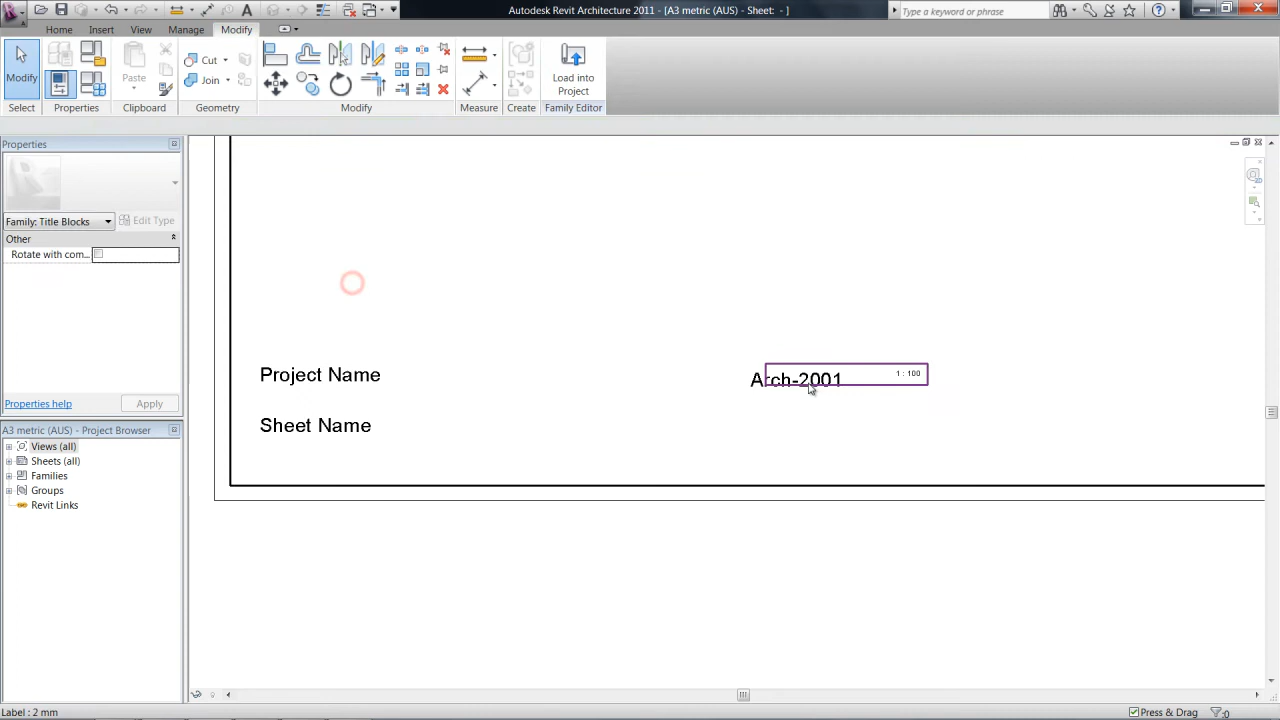 Autodesk Revit Architecture 2011 - [A3 metric (AUS) - Sheet: - ]
Type a keyword or phrase
Home
Insert
View
Manage
Modify
Modify
Paste
Cut
Join
Load into
Project
Select
Properties
Clipboard
Geometry
Modify
Measure
Create
Family Editor
Properties
Family: Title Blocks
Edit Type
Other
Rotate with com...
Properties help
Apply
A3 metric (AUS) - Project Browser
Views (all)
Sheets (all)
Families
Groups
Revit Links
Project Name
Arch-2001
1 : 100
Sheet Name
Label : 2 mm
Press & Drag
:0